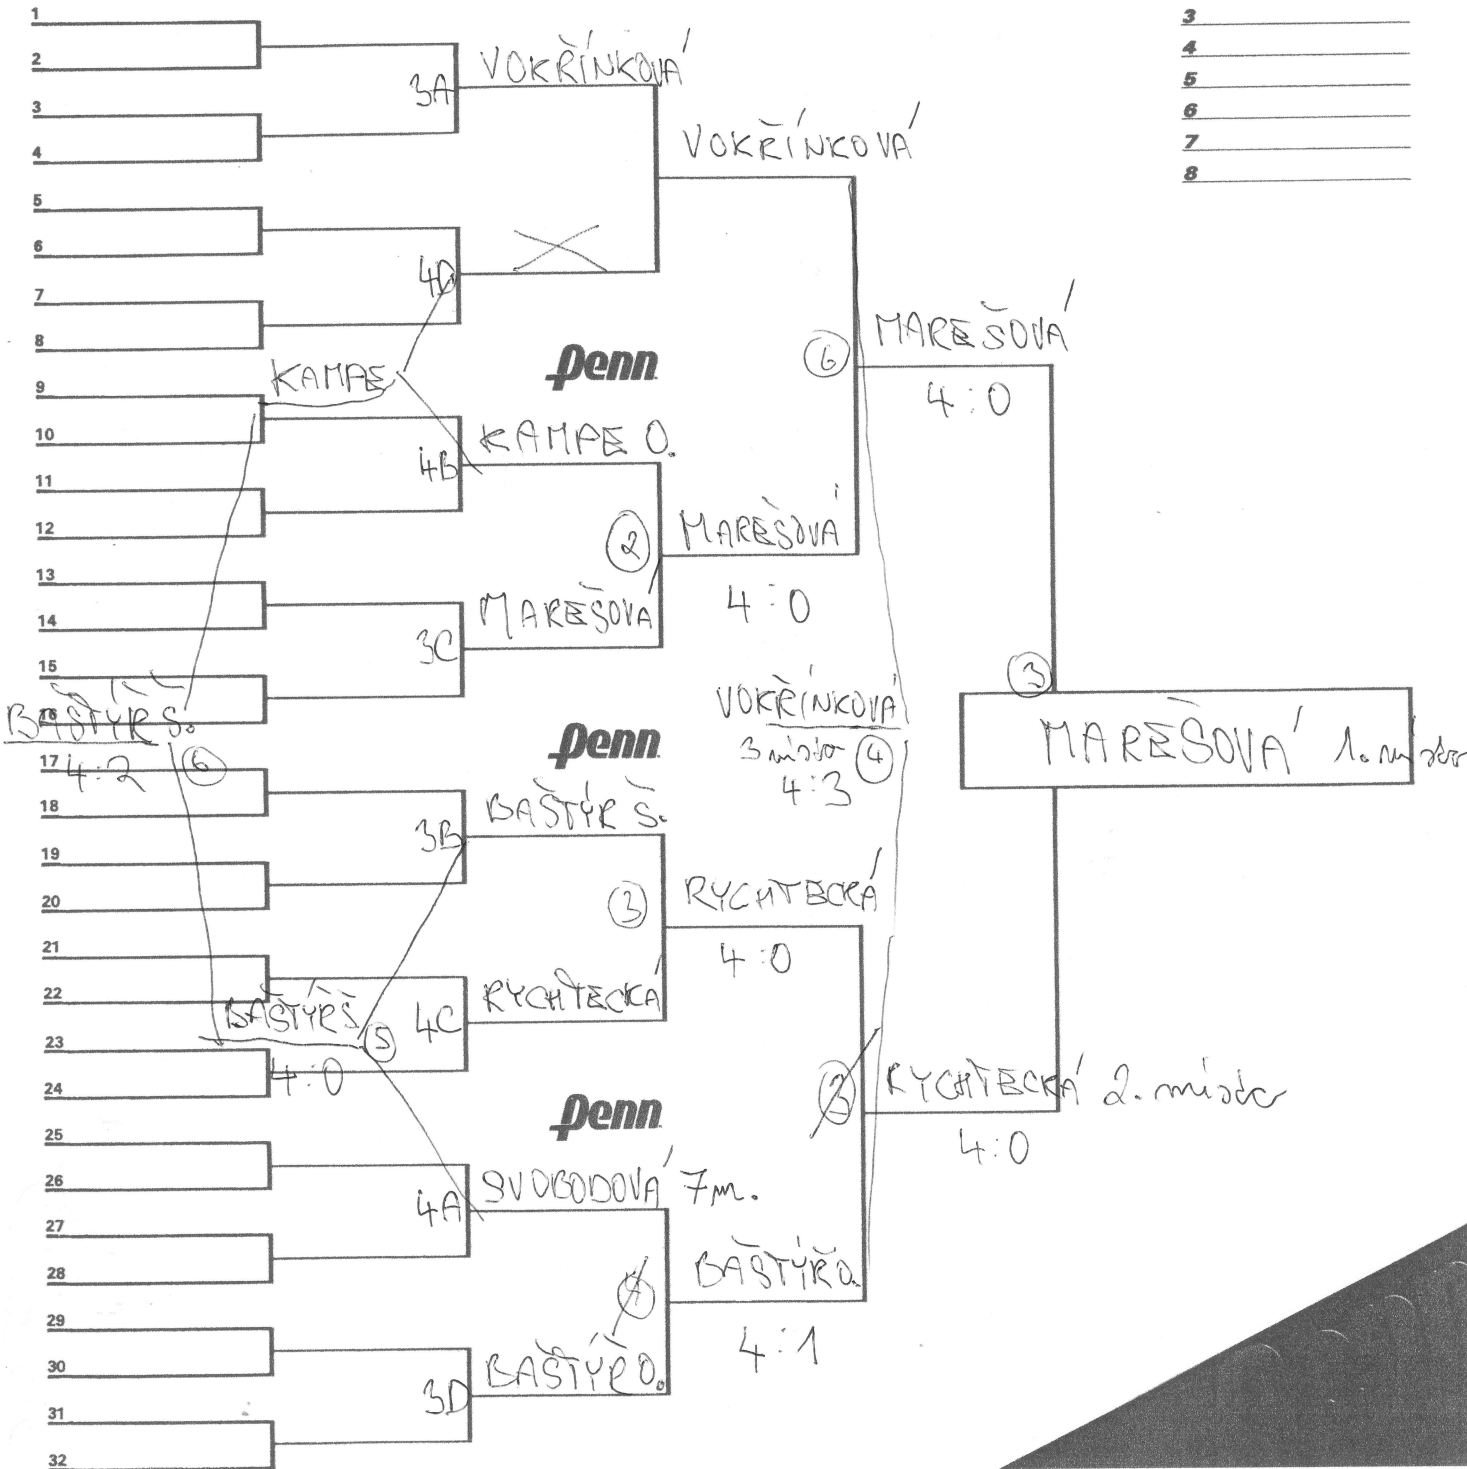 1
2
3
4
5
6
7
8
9
10
11
12
13
14
15
16
17
18
19
20
21
22
23
24
25
26
27
28
29
30
31
32
3
4
5
6
7
8
3A
4D
4B
3C
3B
4C
4A
3D
VOKŘÍNKOVÁ
KAMPE
KAMPE O.
MAREŠOVÁ
BAŠTÝŘ Š.
4:2
6
BAŠTÝŘ Š.
RYCHTECKÁ
BAŠTÝŘ Š
5
4:0
SVOBODOVÁ 7m.
BAŠTÝŘ O.
Penn
Penn
Penn
VOKŘÍNKOVÁ
2
MAREŠOVÁ
4:0
VOKŘÍNKOVÁ
3 místo
4
4:3
3
RYCHTECKÁ
4:0
4
BAŠTÝŘ O.
4:1
6
MAREŠOVÁ
4:0
RYCHTECKÁ 2. místo
4:0
3
MAREŠOVÁ 1. místo